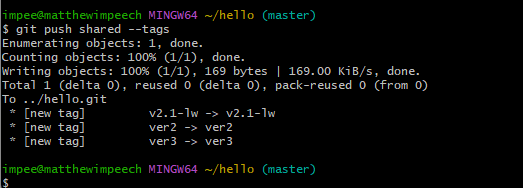 impee@matthewimpeech MINGW64 ~/hello (master)
$ git push shared --tags
Enumerating objects: 1, done.
Counting objects: 100% (1/1), done.
Writing objects: 100% (1/1), 169 bytes | 169.00 KiB/s, done.
Total 1 (delta 0), reused 0 (delta 0), pack-reused 0 (from 0)
To ../hello.git
 * [new tag]         v2.1-lw -> v2.1-lw
 * [new tag]         ver2 -> ver2
 * [new tag]         ver3 -> ver3
impee@matthewimpeech MINGW64 ~/hello (master)
$